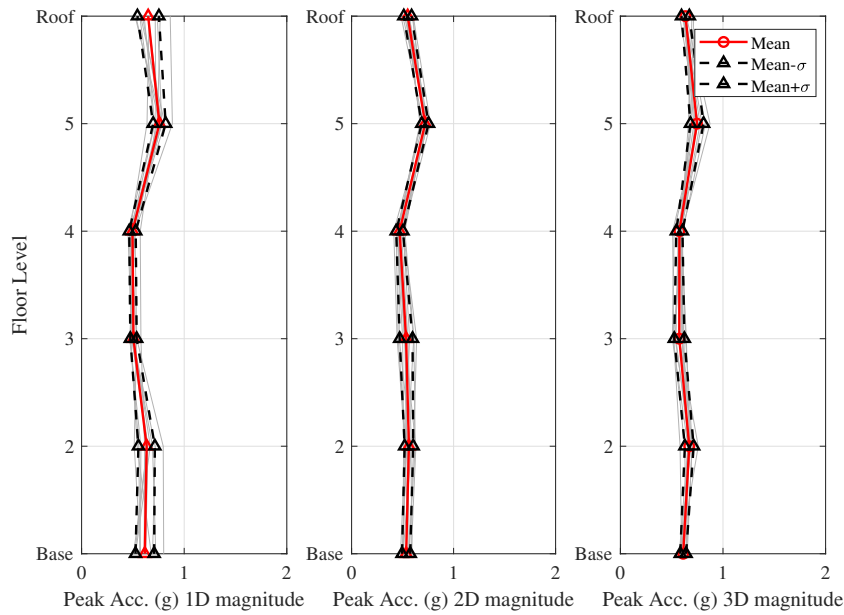 Floor Level
Roof
5
4
3
2
Base
0
1
2
Peak Acc. (g) 1D magnitude
Roof
5
4
3
2
Base
0
1
2
Peak Acc. (g) 2D magnitude
Roof
5
4
3
2
Base
0
1
2
Peak Acc. (g) 3D magnitude
Mean
Mean-σ
Mean+σ